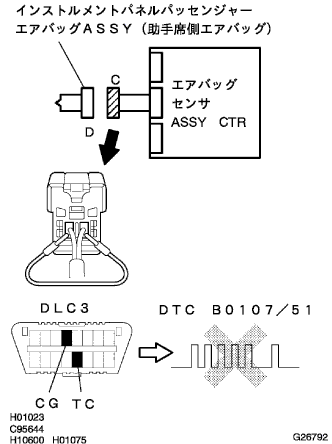 インストルメントパネルパッセンジャー
エアバッグＡＳＳＹ（助手席側エアバッグ）
C
D
エアバッグ
センサ
ASSY CTR
DLC3
DTC B0107／51
CG TC
H01023
C95644
H10600 H01075
G26792